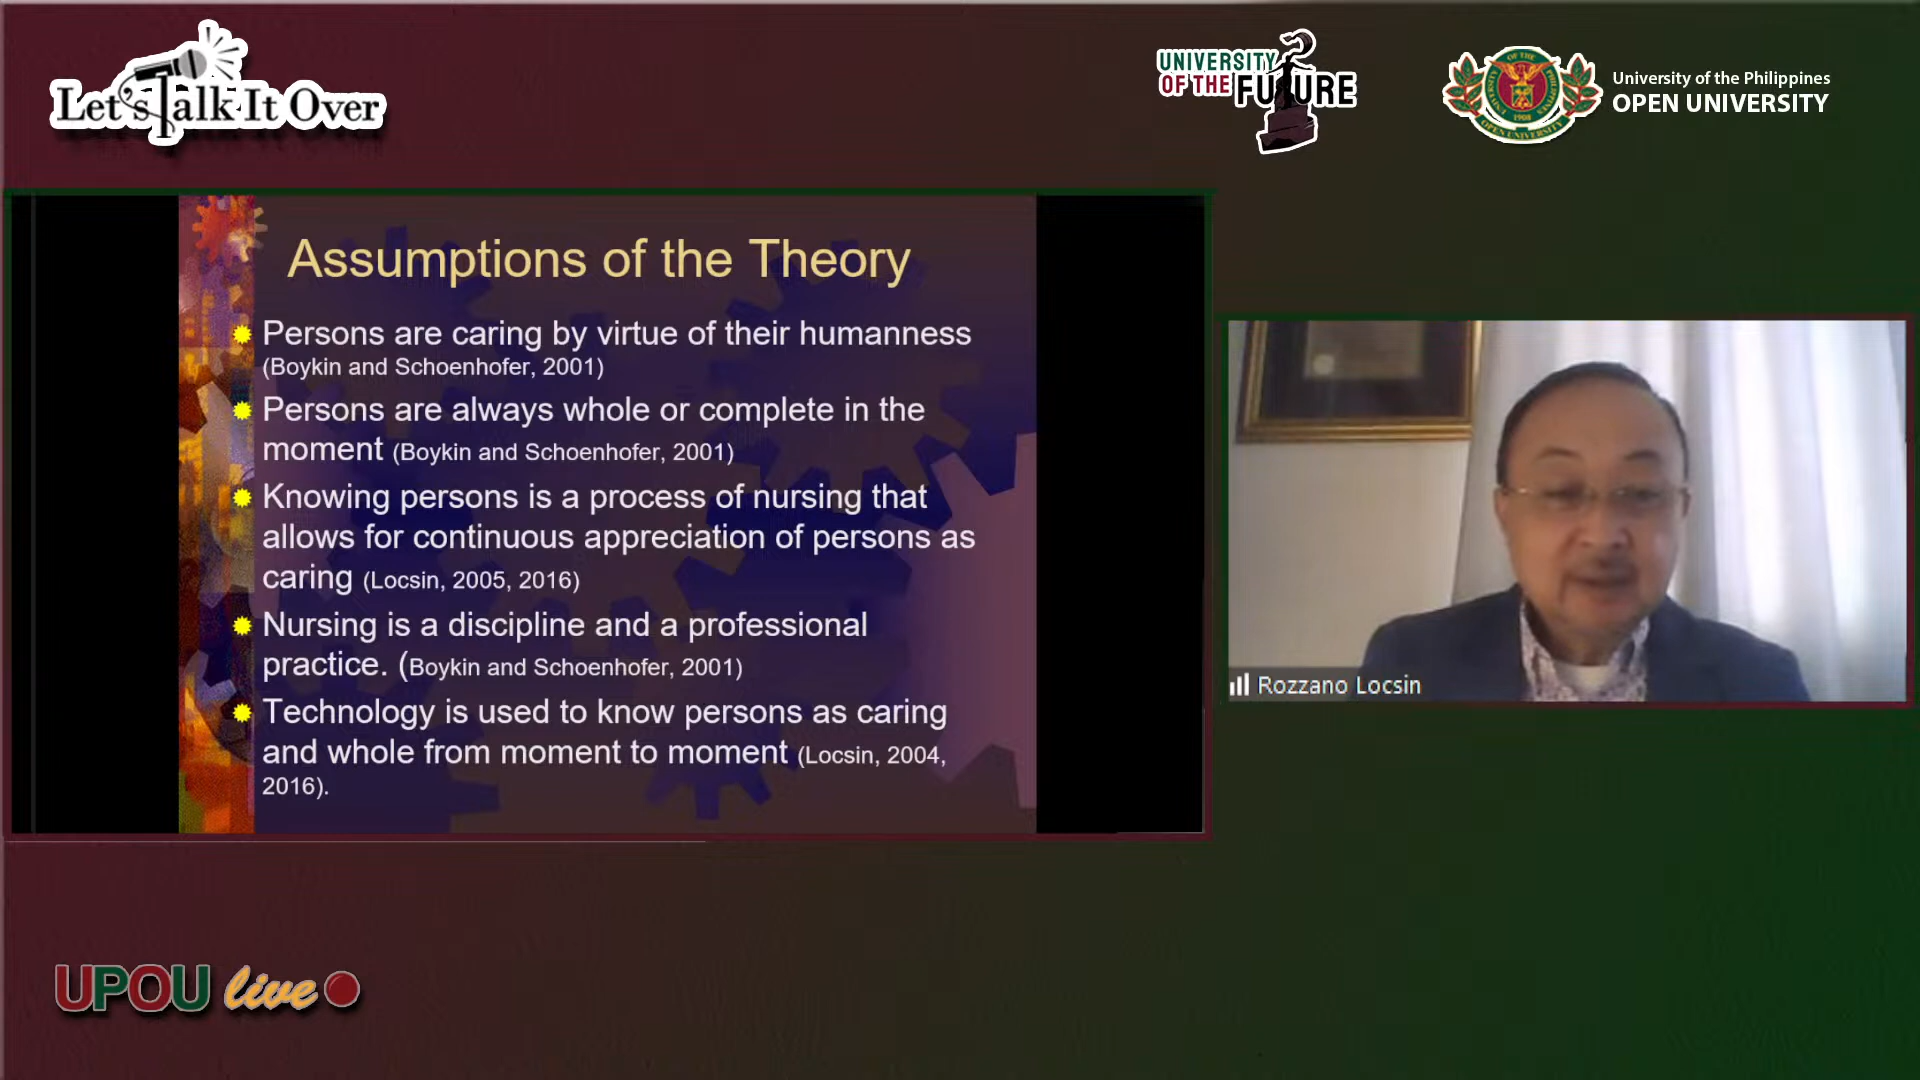 Let's Talk It Over
UNIVERSITY
OF THE FUTURE
University of the Philippines
OPEN UNIVERSITY
Assumptions of the Theory
Persons are caring by virtue of their humanness
(Boykin and Schoenhofer, 2001)
Persons are always whole or complete in the
moment (Boykin and Schoenhofer, 2001)
Knowing persons is a process of nursing that
allows for continuous appreciation of persons as
caring (Locsin, 2005, 2016)
Nursing is a discipline and a professional
practice. (Boykin and Schoenhofer, 2001)
Technology is used to know persons as caring
and whole from moment to moment (Locsin, 2004,
2016).
Rozzano Locsin
UPOU live